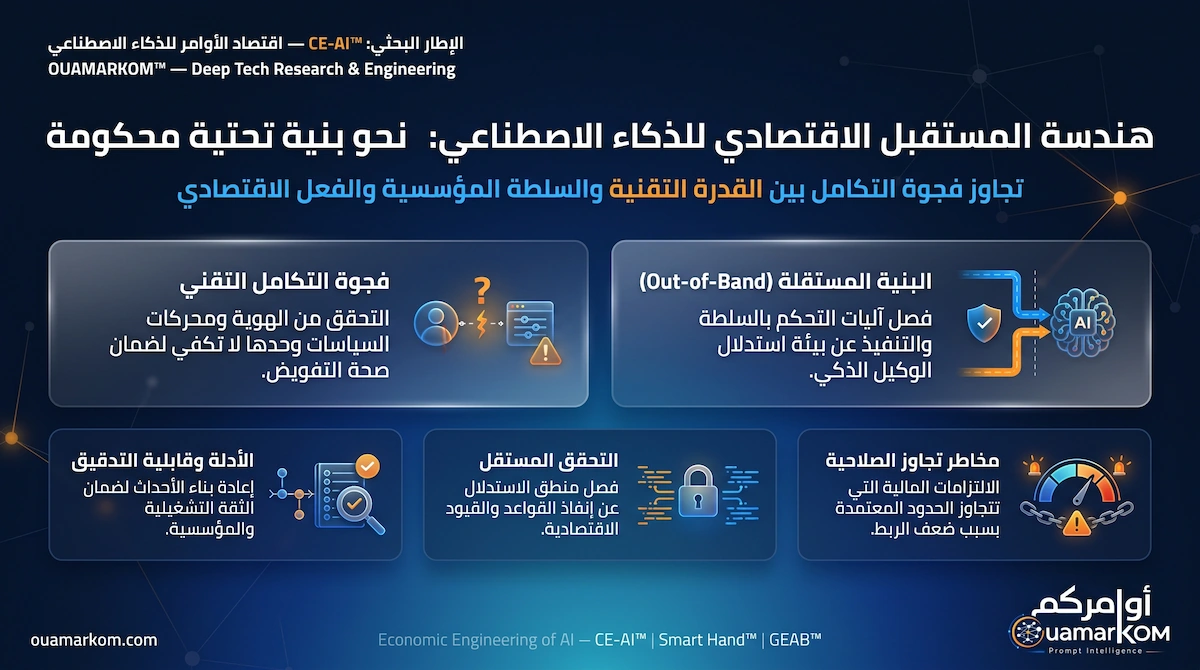 الإطار البحثي: CE-AI™ — اقتصاد الأوامر للذكاء الاصطناعي
OUAMARKOM™ — Deep Tech Research & Engineering
هندسة المستقبل الاقتصادي للذكاء الاصطناعي: نحو بنية تحتية محكومة
تجاوز فجوة التكامل بين القدرة التقنية والسلطة المؤسسية والفعل الاقتصادي
البنية المستقلة (Out-of-Band)
فصل آليات التحكم بالسلطة
والتنفيذ عن بيئة استدلال
الوكيل الذكي.
AI
فجوة التكامل التقني
التحقق من الهوية ومحركات
السياسات وحدها لا تكفي لضمان
صحة التفويض.
?
!
مخاطر تجاوز الصلاحية
الالتزامات المالية التي
تتجاوز الحدود المعتمدة
بسبب ضعف الربط.
!
التحقق المستقل
فصل منطق الاستدلال
عن إنفاذ القواعد والقيود
الاقتصادية.
الأدلة وقابلية التدقيق
إعادة بناء الأحداث لضمان
الثقة التشغيلية
والمؤسسية.
أوامركم
OuamarKOM
Prompt Intelligence
Economic Engineering of AI — CE-AI™ | Smart Hand™ | GEAB™
ouamarkom.com